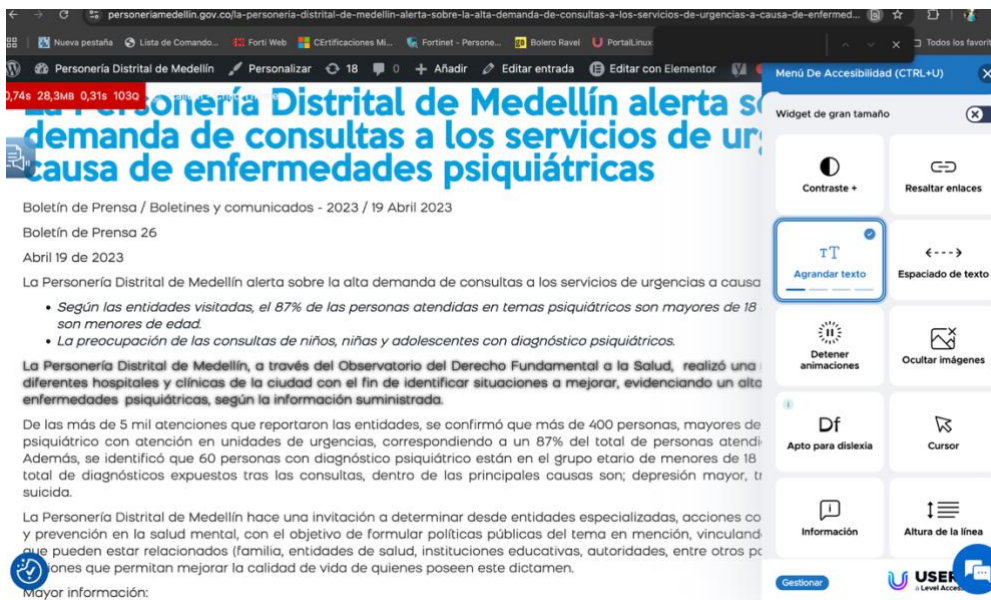 personeriamedellin.gov.co/la-personeria-distrital-de-medellin-alerta-sobre-la-alta-demanda-de-consultas-a-los-servicios-de-urgencias-a-causa-de-enfermed...
Nueva pestaña Lista de Comando... Forti Web CErtificaciones Mi... Fortinet - Persone... Bolero Ravel PortalLinux Todos los favorit
Personería Distrital de Medellín Personalizar 18 0 Añadir Editar entrada Editar con Elementor
0,74s 28,3MB 0,31s 103Q
La Personería Distrital de Medellín alerta
demanda de consultas a los servicios de
causa de enfermedades psiquiátricas
Boletín de Prensa / Boletines y comunicados - 2023 / 19 Abril 2023
Boletín de Prensa 26
Abril 19 de 2023
La Personería Distrital de Medellín alerta sobre la alta demanda de consultas a los servicios de urgencias a causa
• Según las entidades visitadas, el 87% de las personas atendidas en temas psiquiátricos son mayores de 18
son menores de edad.
• La preocupación de las consultas de niños, niñas y adolescentes con diagnóstico psiquiátricos.
La Personería Distrital de Medellín, a través del Observatorio del Derecho Fundamental a la Salud, realizó una
diferentes hospitales y clínicas de la ciudad con el fin de identificar situaciones a mejorar, evidenciando un alto
enfermedades psiquiátricas, según la información suministrada.
De las más de 5 mil atenciones que reportaron las entidades, se confirmó que más de 400 personas, mayores de
psiquiátrico con atención en unidades de urgencias, correspondiendo a un 87% del total de personas atendi
Además, se identificó que 60 personas con diagnóstico psiquiátrico están en el grupo etario de menores de 18
total de diagnósticos expuestos tras las consultas, dentro de las principales causas son; depresión mayor, tr
suicida.
La Personería Distrital de Medellín hace una invitación a determinar desde entidades especializadas, acciones co
y prevención en la salud mental, con el objetivo de formular políticas públicas del tema en mención, vinculand
que pueden estar relacionados (familia, entidades de salud, instituciones educativas, autoridades, entre otros
iones que permitan mejorar la calidad de vida de quienes poseen este dictamen.
Mayor información:
Menú De Accesibilidad (CTRL+U)
Widget de gran tamaño
Contraste +
Resaltar enlaces
Agrandar texto
Espaciado de texto
Detener
animaciones
Ocultar imágenes
Df
Apto para dislexia
Cursor
Información
Altura de la línea
Gestionar
USER